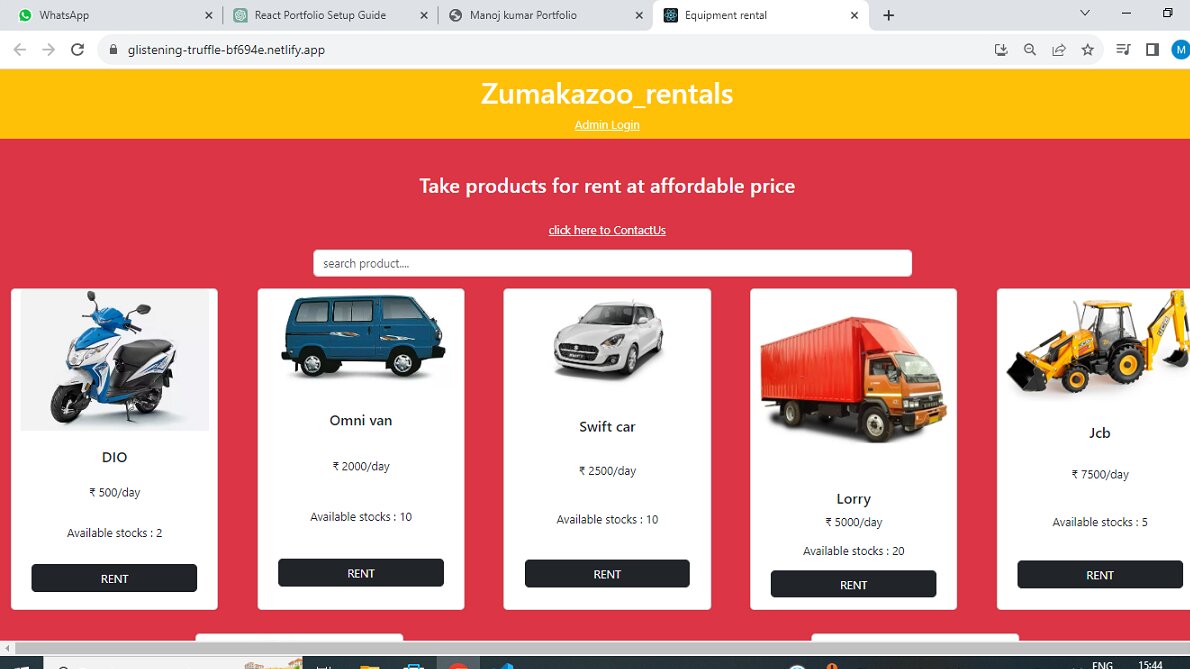 WhatsApp
React Portfolio Setup Guide
Manoj kumar Portfolio
Equipment rental
glistening-truffle-bf694e.netlify.app
M
Zumakazoo_rentals
Admin Login
Take products for rent at affordable price
click here to ContactUs
search product....
DIO
₹ 500/day
Available stocks : 2
RENT
Omni van
₹ 2000/day
Available stocks : 10
RENT
Swift car
₹ 2500/day
Available stocks : 10
RENT
Lorry
₹ 5000/day
Available stocks : 20
RENT
Jcb
₹ 7500/day
Available stocks : 5
RENT
ENG
15:44